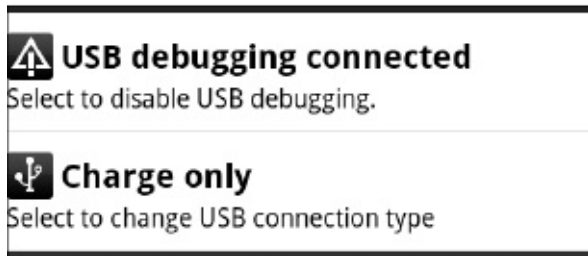 USB debugging connected
Select to disable USB debugging.
Charge only
Select to change USB connection type